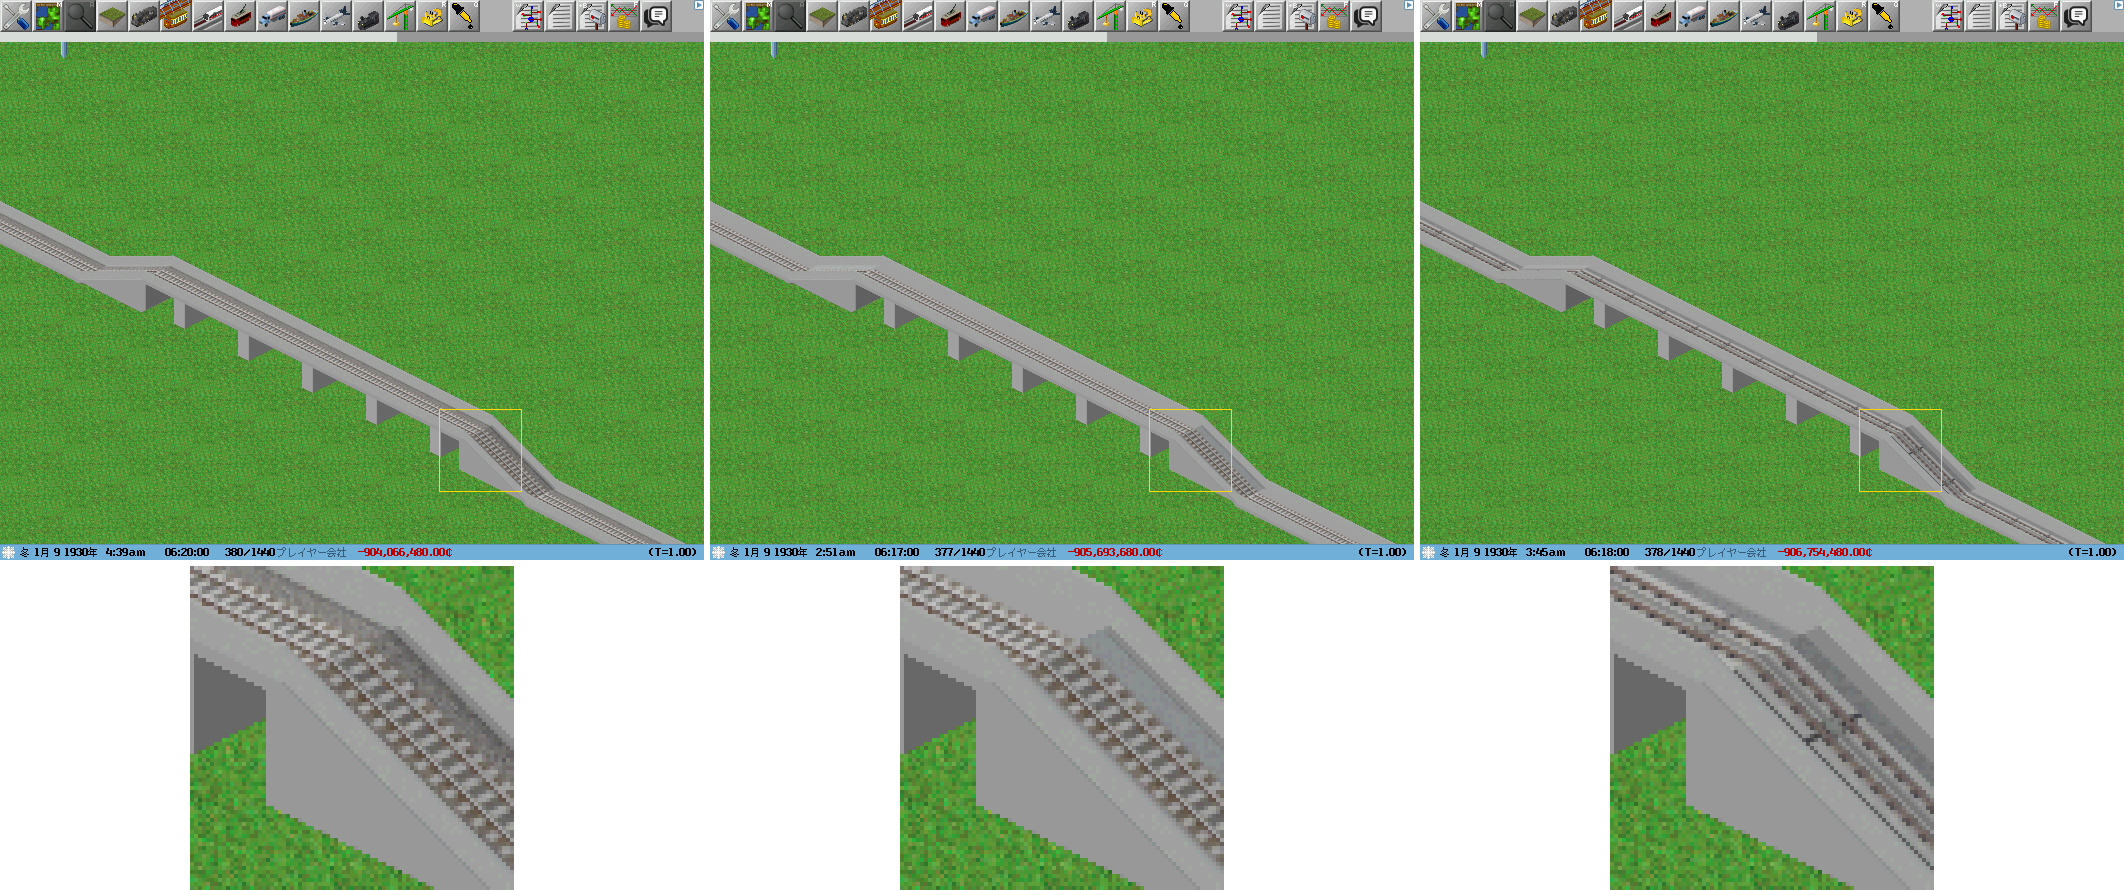 冬 1月 9 1930年 4:39am 06:20:00 380/1440 プレイヤー会社 -904,066,480.00¢ (T=1.00)
冬 1月 9 1930年 2:51am 06:17:00 377/1440 プレイヤー会社 -905,693,680.00¢ (T=1.00)
冬 1月 9 1930年 3:45am 06:18:00 378/1440 プレイヤー会社 -906,754,480.00¢ (T=1.00)